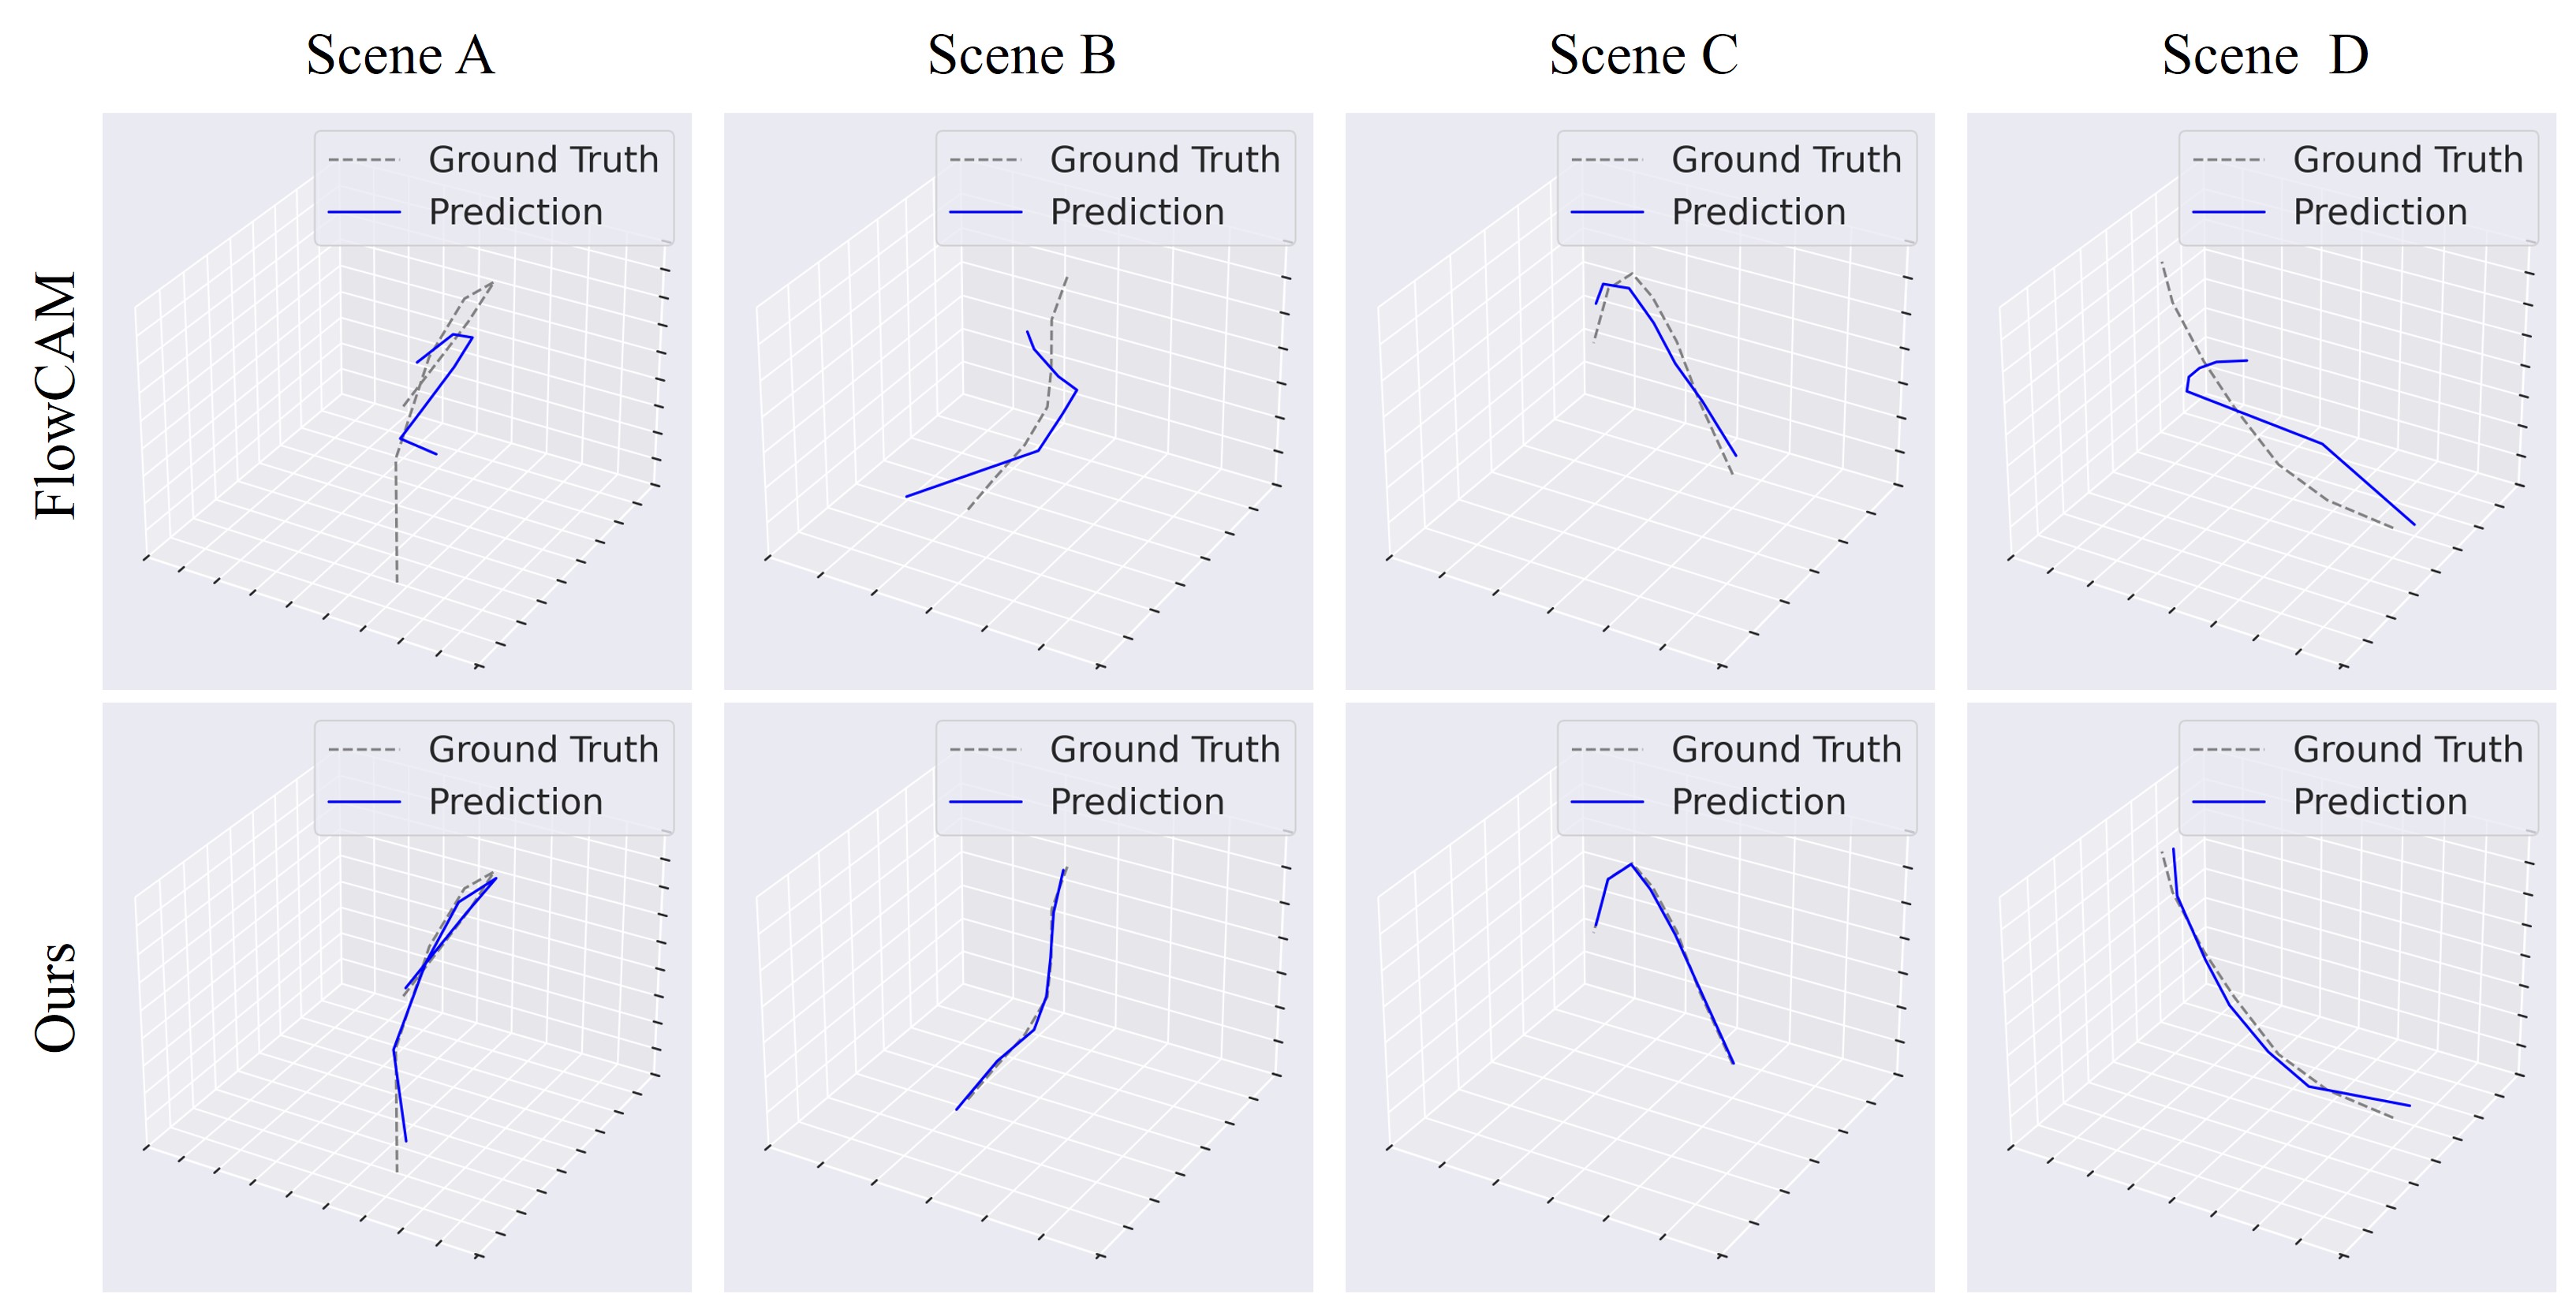 Scene A
Scene B
Scene C
Scene D
FlowCAM
Ground Truth
Prediction
Ground Truth
Prediction
Ground Truth
Prediction
Ground Truth
Prediction
Ours
Ground Truth
Prediction
Ground Truth
Prediction
Ground Truth
Prediction
Ground Truth
Prediction